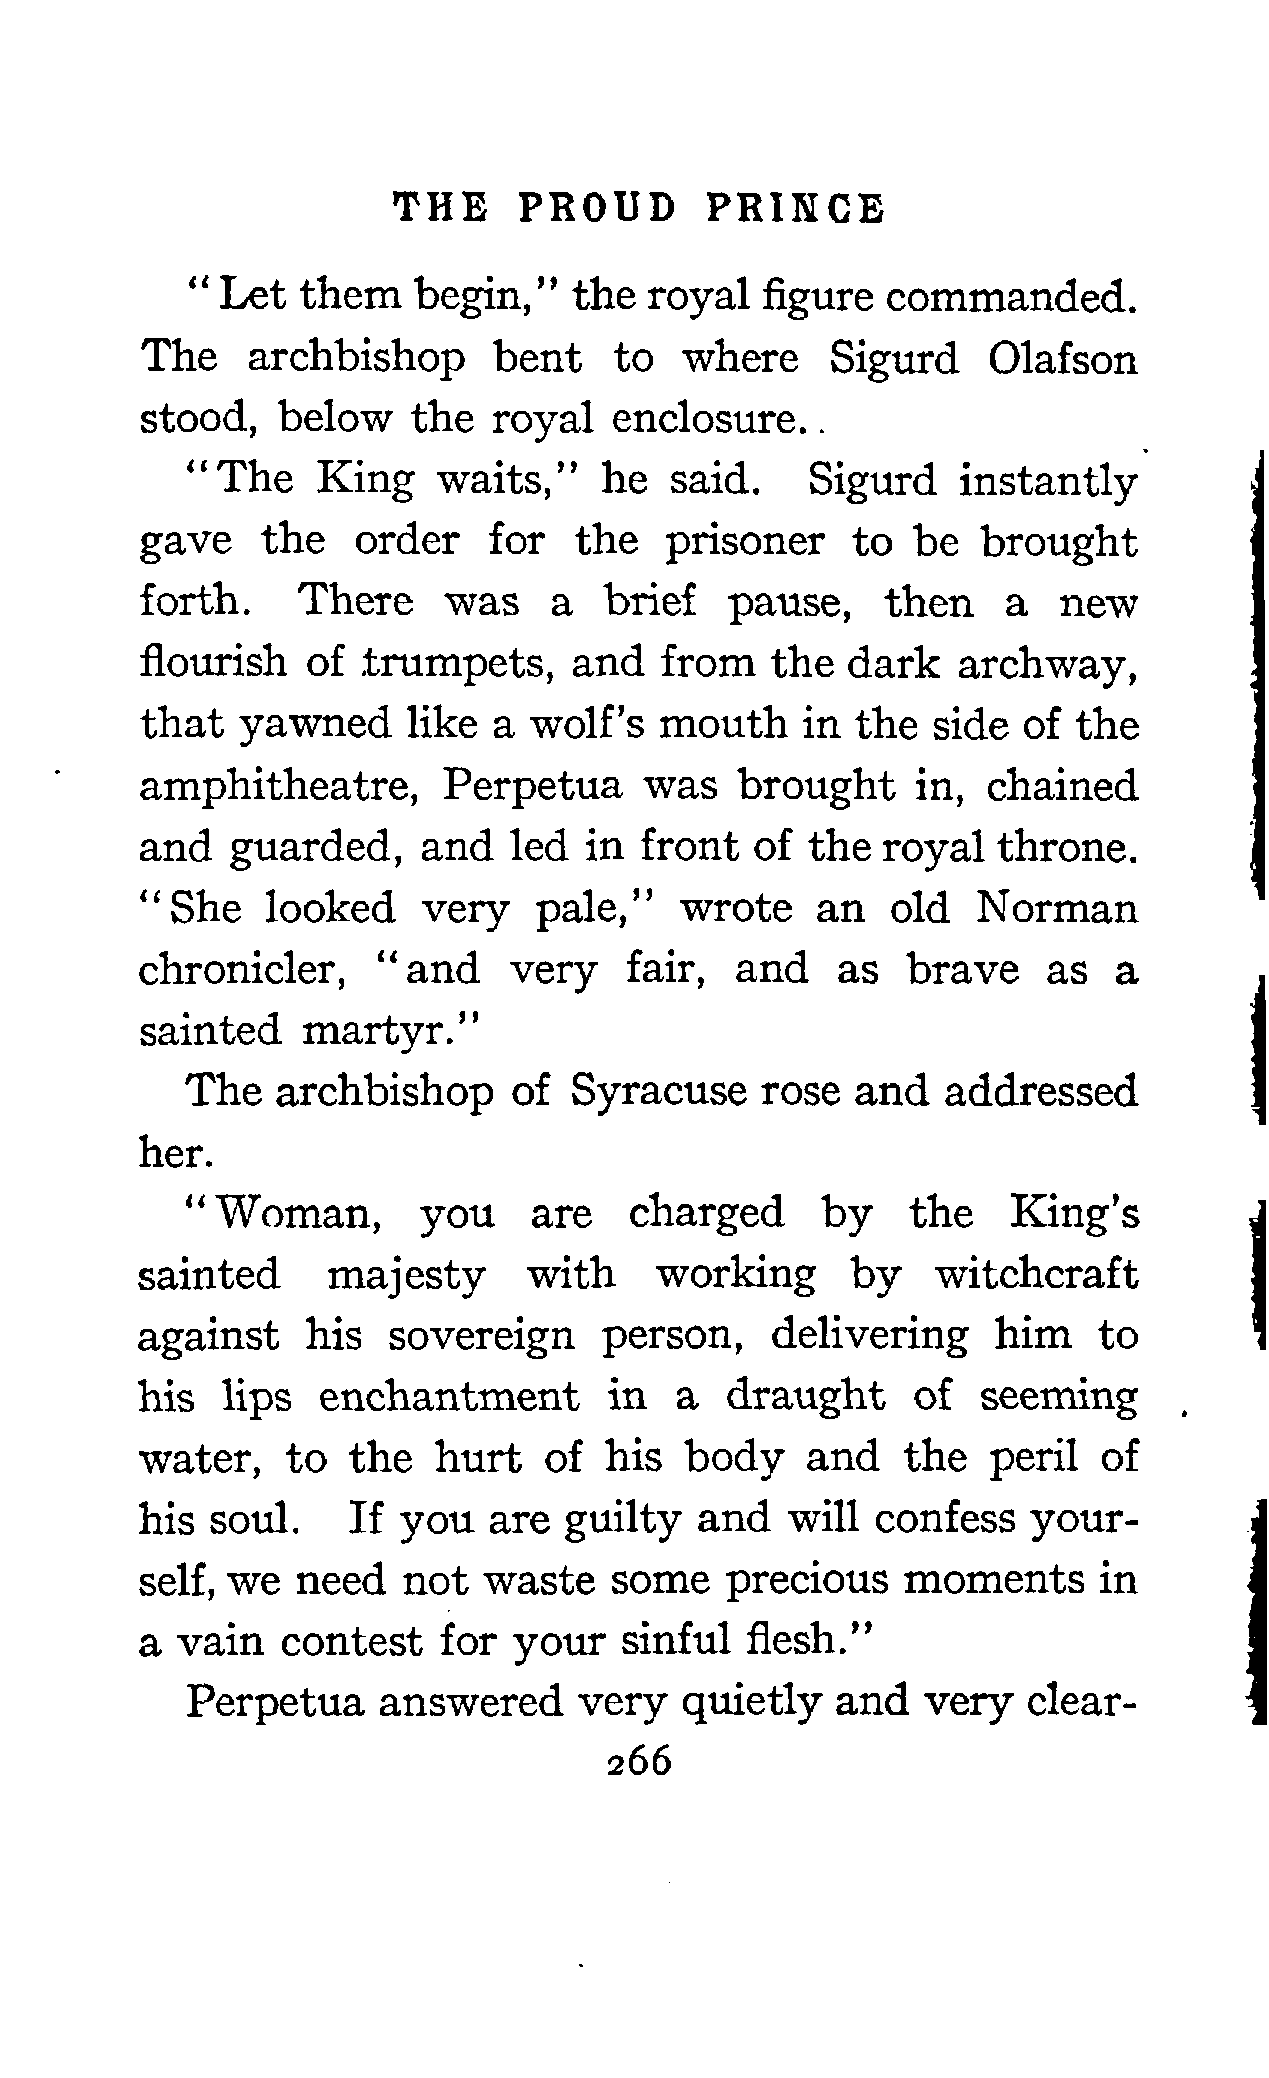 THE PROUD PRINCE
"Let them begin," the royal figure commanded.
The archbishop bent to where Sigurd Olafson
stood, below the royal enclosure.
"The King waits," he said. Sigurd instantly
gave the order for the prisoner to be brought
forth. There was a brief pause, then a new
flourish of trumpets, and from the dark archway,
that yawned like a wolf's mouth in the side of the
amphitheatre, Perpetua was brought in, chained
and guarded, and led in front of the royal throne.
"She looked very pale," wrote an old Norman
chronicler, "and very fair, and as brave as a
sainted martyr."
The archbishop of Syracuse rose and addressed
her.
"Woman, you are charged by the King's
sainted majesty with working by witchcraft
against his sovereign person, delivering him to
his lips enchantment in a draught of seeming
water, to the hurt of his body and the peril of
his soul. If you are guilty and will confess your-
self, we need not waste some precious moments in
a vain contest for your sinful flesh."
Perpetua answered very quietly and very clear-
266